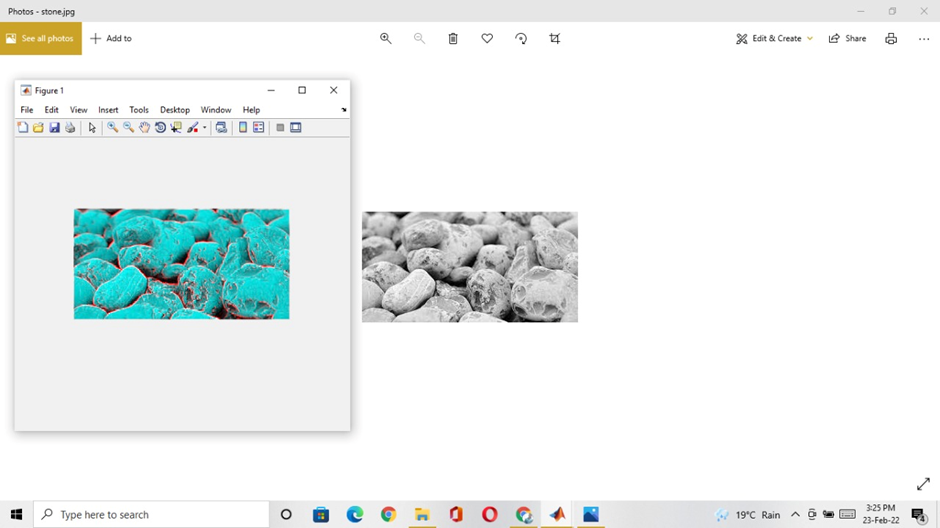 Photos - stone.jpg
See all photos
Add to
Edit & Create
Share
Figure 1
File Edit View Insert Tools Desktop Window Help
Type here to search
19°C Rain
3:25 PM
23-Feb-22
4